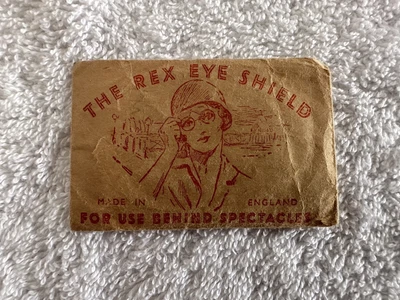 THE REX EYE SHIELD
MADE IN ENGLAND
FOR USE BEHIND SPECTACLES